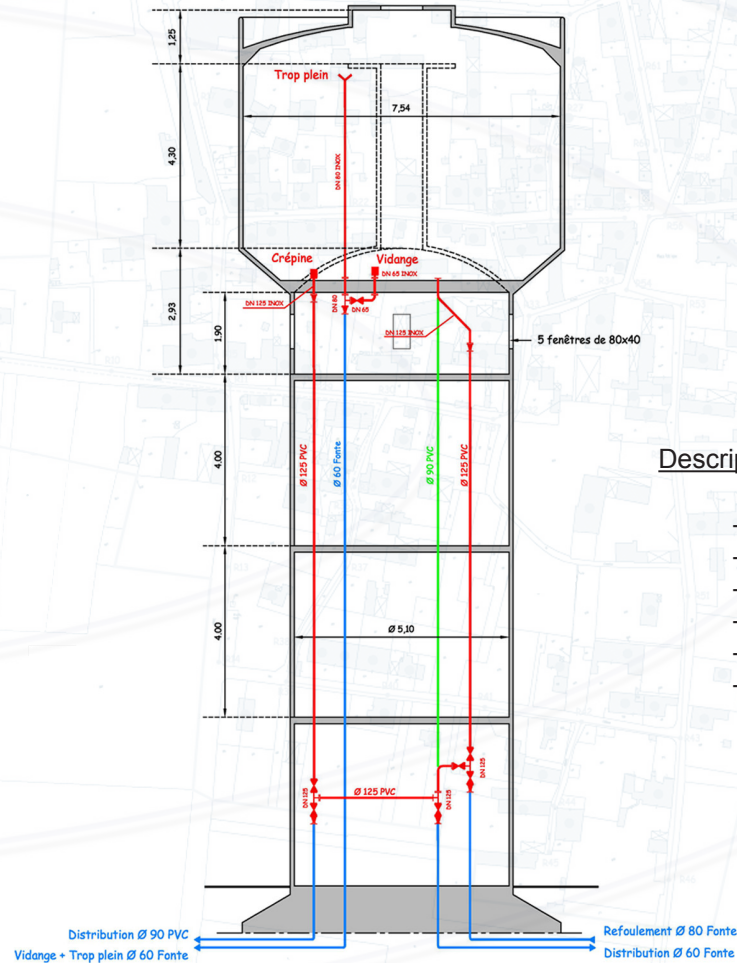 1,25
Trop plein
7,54
4,30
DN 80 INOX
Crépine
Vidange
DN 65 INOX
2,93
DN 125 INOX
DN 80
DN 65
1.90
DN 125 INOX
5 fenêtres de 80x40
4.00
Ø 125 PVC
Ø 60 Fonte
Ø 90 PVC
Ø 125 PVC
Descrip
4.00
Ø 5,10
DN 125
Ø 125 PVC
DN 125
DN 125
Distribution Ø 90 PVC
Refoulement Ø 80 Fonte
Vidange + Trop plein Ø 60 Fonte
Distribution Ø 60 Fonte